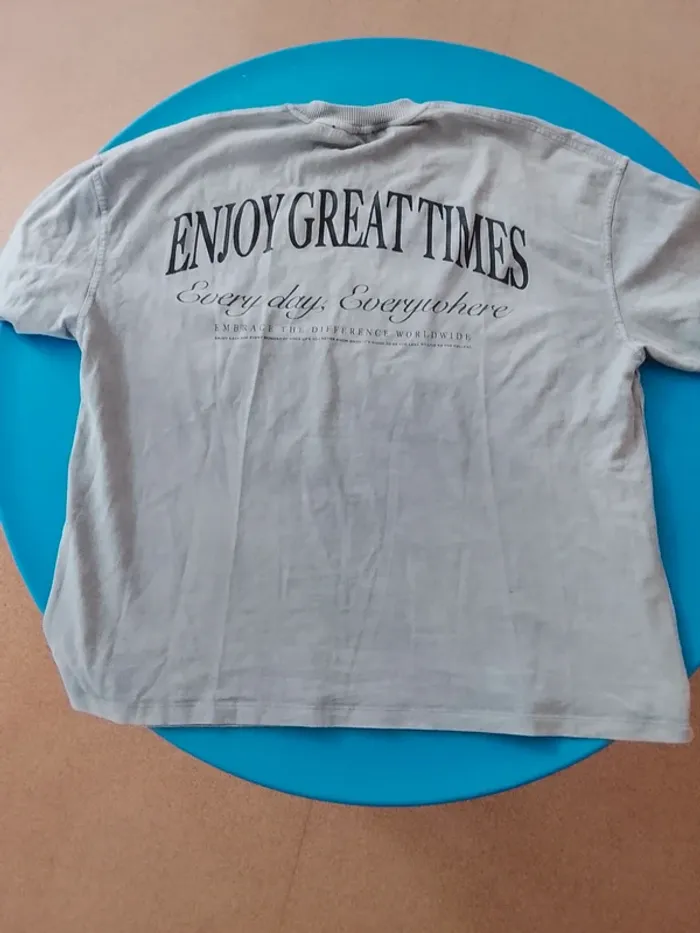 ENJOY GREAT TIMES
Every day, Everywhere
EMBRACE THE DIFFERENCE WORLDWIDE